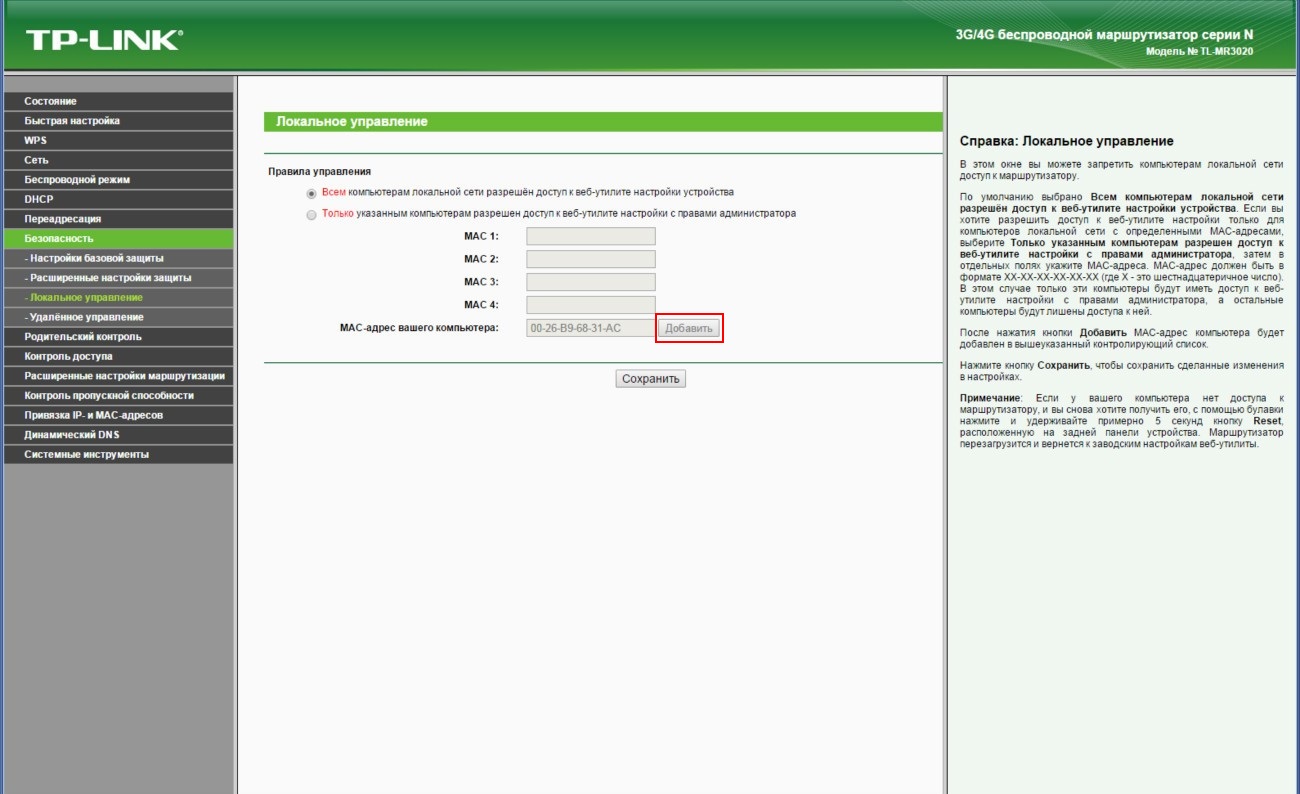 TP-LINK®
3G/4G беспроводной маршрутизатор серии N
Модель № TL-MR3020
Состояние
Быстрая настройка
WPS
Сеть
Беспроводной режим
DHCP
Переадресация
Безопасность
- Настройки базовой защиты
- Расширенные настройки защиты
- Локальное управление
- Удалённое управление
Родительский контроль
Контроль доступа
Расширенные настройки маршрутизации
Контроль пропускной способности
Привязка IP- и MAC-адресов
Динамический DNS
Системные инструменты
Локальное управление
Правила управления
Всем компьютерам локальной сети разрешён доступ к веб-утилите настройки устройства
Только указанным компьютерам разрешен доступ к веб-утилите настройки с правами администратора
MAC 1:
MAC 2:
MAC 3:
MAC 4:
MAC-адрес вашего компьютера: 00-26-B9-68-31-AC Добавить
Сохранить
Справка: Локальное управление
В этом окне вы можете запретить компьютерам локальной сети
доступ к маршрутизатору.
По умолчанию выбрано Всем компьютерам локальной сети
разрешён доступ к веб-утилите настройки устройства. Если вы
хотите разрешить доступ к веб-утилите настройки только для
компьютеров локальной сети с определенными MAC-адресами,
выберите Только указанным компьютерам разрешен доступ к
веб-утилите настройки с правами администратора, затем в
отдельных полях укажите MAC-адреса. MAC-адрес должен быть в
формате XX-XX-XX-XX-XX-XX (где X - это шестнадцатеричное число).
В этом случае только эти компьютеры будут иметь доступ к веб-
утилите настройки с правами администратора, а остальные
компьютеры будут лишены доступа к ней.
После нажатия кнопки Добавить MAC-адрес компьютера будет
добавлен в вышеуказанный контролирующий список.
Нажмите кнопку Сохранить, чтобы сохранить сделанные изменения
в настройках.
Примечание: Если у вашего компьютера нет доступа к
маршрутизатору, и вы снова хотите получить его, с помощью булавки
нажмите и удерживайте примерно 5 секунд кнопку Reset,
расположенную на задней панели устройства. Маршрутизатор
перезагрузится и вернется к заводским настройкам веб-утилиты.